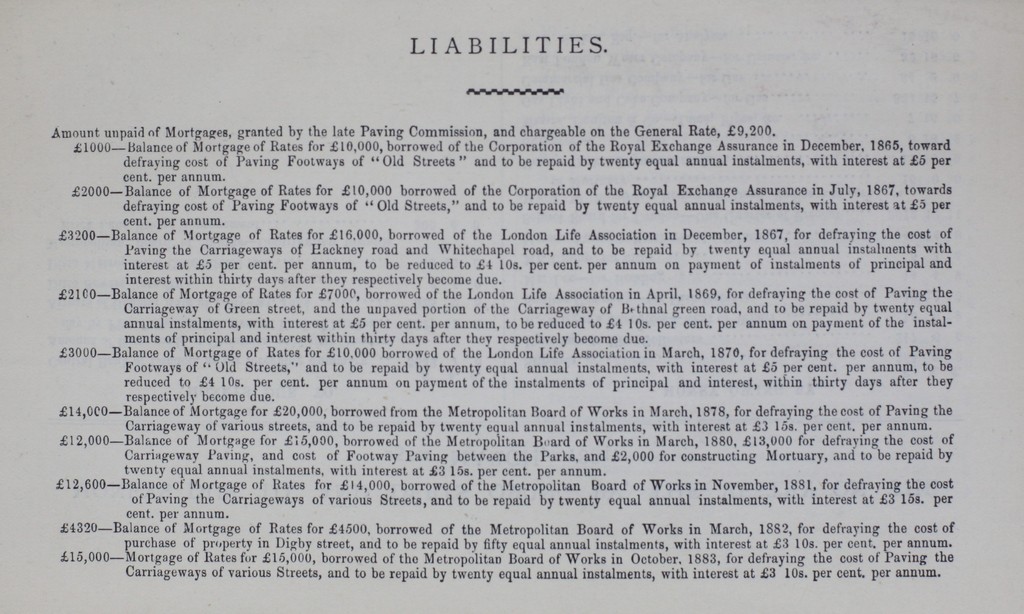 LIABILITIES.
Amount unpaid of Mortgages, granted by the late Paving Commission, and chargeable on the General Rate, £9,200.
£1000—Balance of Mortgage of Rates for £10,000, borrowed of the Corporation of the Royal Exchange Assurance in December, 1865, toward
defraying cost of Paving Footways of "Old Streets" and to be repaid by twenty equal annual instalments, with interest at £5 per
cent. per annum.
£2000—Balance of Mortgage of Rates for £10,000 borrowed of the Corporation of the Royal Exchange Assurance in July, 1867, towards
defraying cost of Paving Footways of "Old Streets," and to be repaid by twenty equal annual instalments, with interest at £5 per
cent. per annum.
£3200—Balance of Mortgage of Rates for £16,000, borrowed of the London Life Association in December, 1867, for defraying the cost of
Paving the Carriageways of Hackney road and Whitechapel road, and to be repaid by twenty equal annual instalments with
interest at £5 per cent. per annum, to be reduced to £4 10s. per cent. per annum on payment of instalments of principal and
interest within thirty days after they respectively become due.
£2100—Balance of Mortgage of Rates for £7000, borrowed of the London Life Association in April, 1869, for defraying the cost of Paving the
Carriageway of Green street, and the unpaved portion of the Carriageway of Bethnal green road, and to be repaid by twenty equal
annual instalments, with interest at £5 per cent. per annum, to be reduced to £4 10s. per cent. per annum on payment of the instal-
ments of principal and interest within thirty days after they respectively become due.
£3000—Balance of Mortgage of Rates for £10,000 borrowed of the London Life Association in March, 1870, for defraying the cost of Paving
Footways of "Old Streets," and to be repaid by twenty equal annual instalments, with interest at £5 per cent. per annum, to be
reduced to £4 10s. per cent. per annum on payment of the instalments of principal and interest, within thirty days after they
respectively become due.
£14,000—Balance of Mortgage for £20,000, borrowed from the Metropolitan Board of Works in March, 1878, for defraying the cost of Paving the
Carriageway of various streets, and to be repaid by twenty equal annual instalments, with interest at £3 15s. per cent. per annum.
£12,000—Balance of Mortgage for £15,000, borrowed of the Metropolitan Board of Works in March, 1880, £13,000 for defraying the cost of
Carriageway Paving, and cost of Footway Paving between the Parks, and £2,000 for constructing Mortuary, and to be repaid by
twenty equal annual instalments, with interest at £3 15s. per cent. per annum.
£12,600—Balance of Mortgage of Rates for £14,000, borrowed of the Metropolitan Board of Works in November, 1881, for defraying the cost
of Paving the Carriageways of various Streets, and to be repaid by twenty equal annual instalments, with interest at £3 15s. per
cent. per annum.
£4320—Balance of Mortgage of Rates for £4500, borrowed of the Metropolitan Board of Works in March, 1882, for defraying the cost of
purchase of property in Digby street, and to be repaid by fifty equal annual instalments, with interest at £3 10s. per cent. per annum.
£15,000—Mortgage of Rates for £15,000, borrowed of the Metropolitan Board of Works in October, 1883, for defraying the cost of Paving the
Carriageways of various Streets, and to be repaid by twenty equal annual instalments, with interest at £3 10s. per cent. per annum.